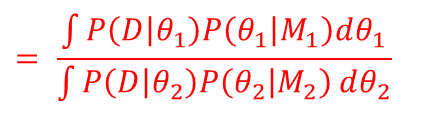 = ∫ P(D|θ₁)P(θ₁|M₁)dθ₁ / ∫ P(D|θ₂)P(θ₂|M₂) dθ₂